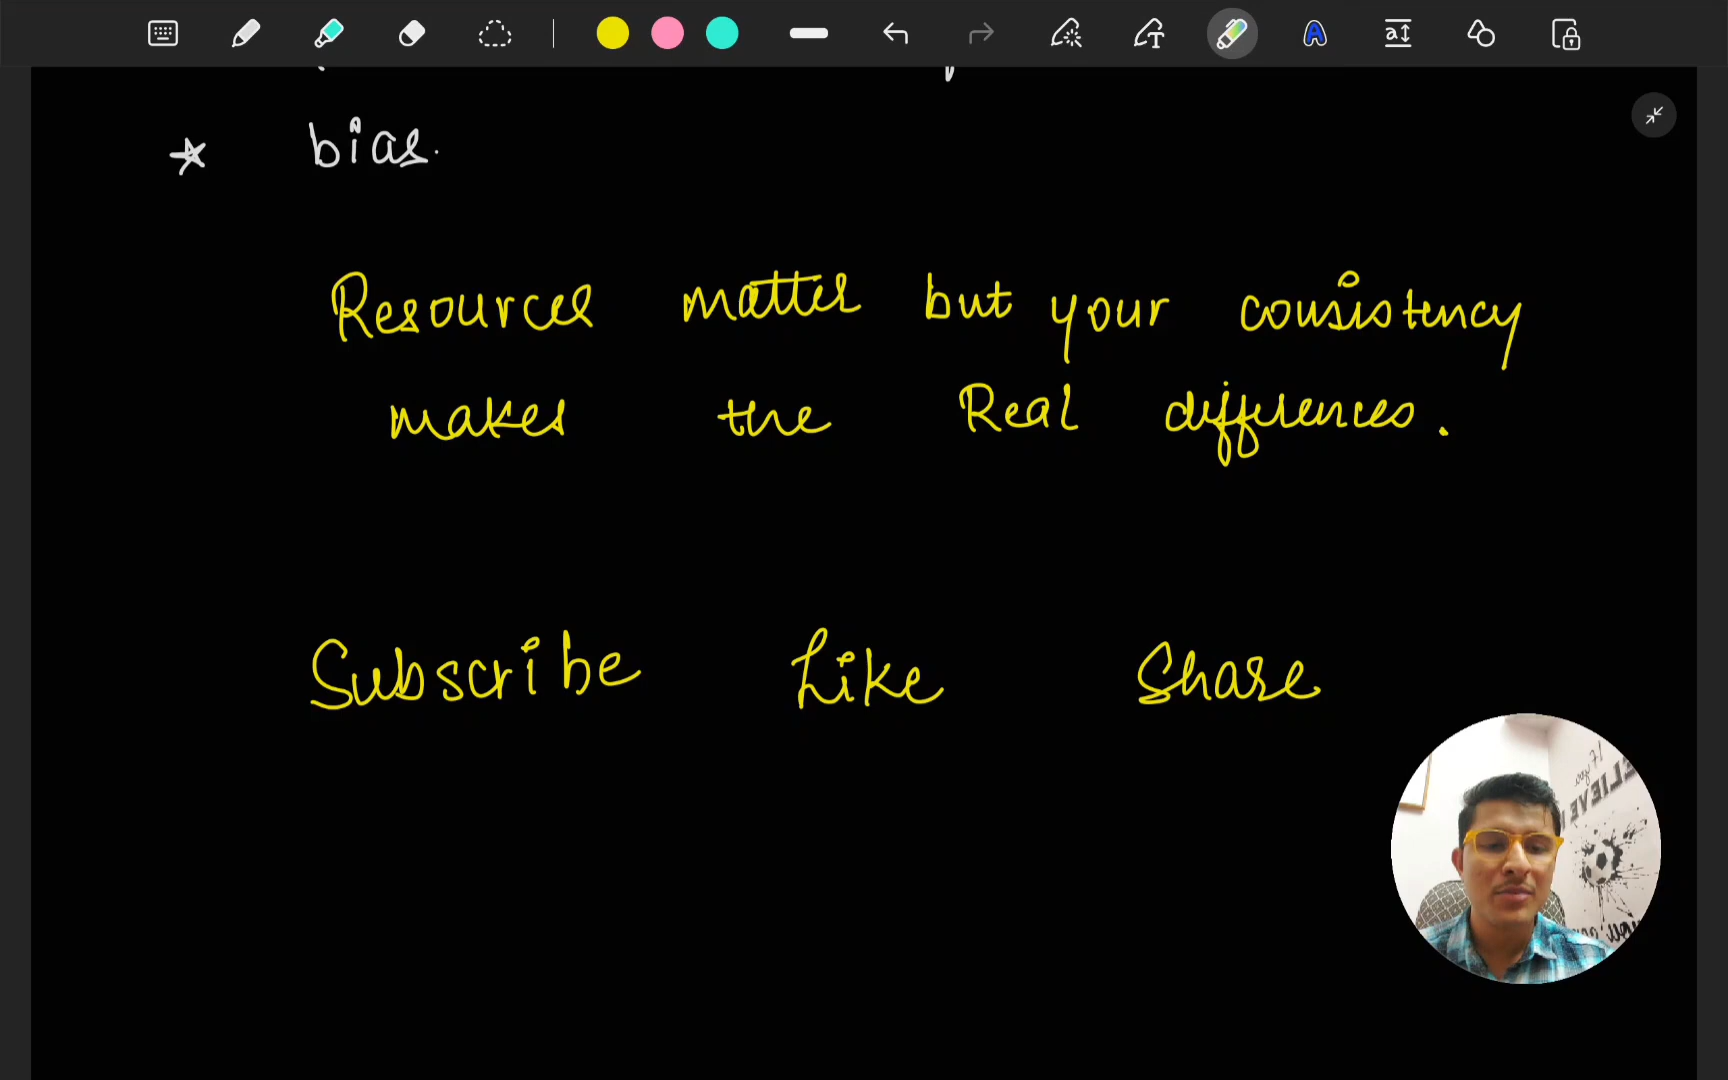 ★ bias.
Resources matter but your consistency
makes the Real differences.
Subscribe Like Share